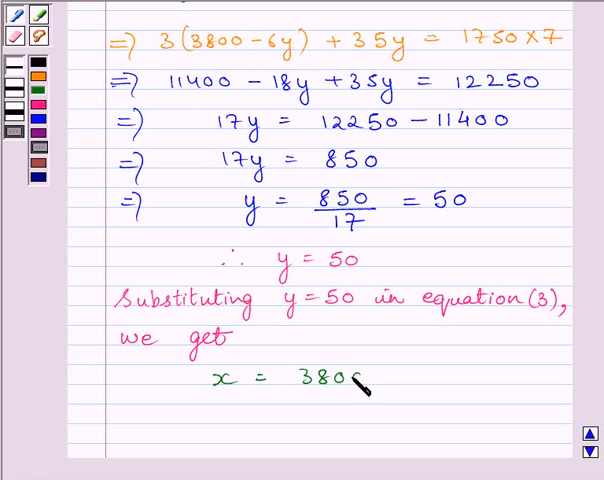 ⇒ 3(3800 - 6y) + 35y = 1750 × 7
⇒ 11400 - 18y + 35y = 12250
⇒ 17y = 12250 - 11400
⇒ 17y = 850
⇒ y = 850/17 = 50
∴ y = 50
Substituting y = 50 in equation (3),
we get
x = 380